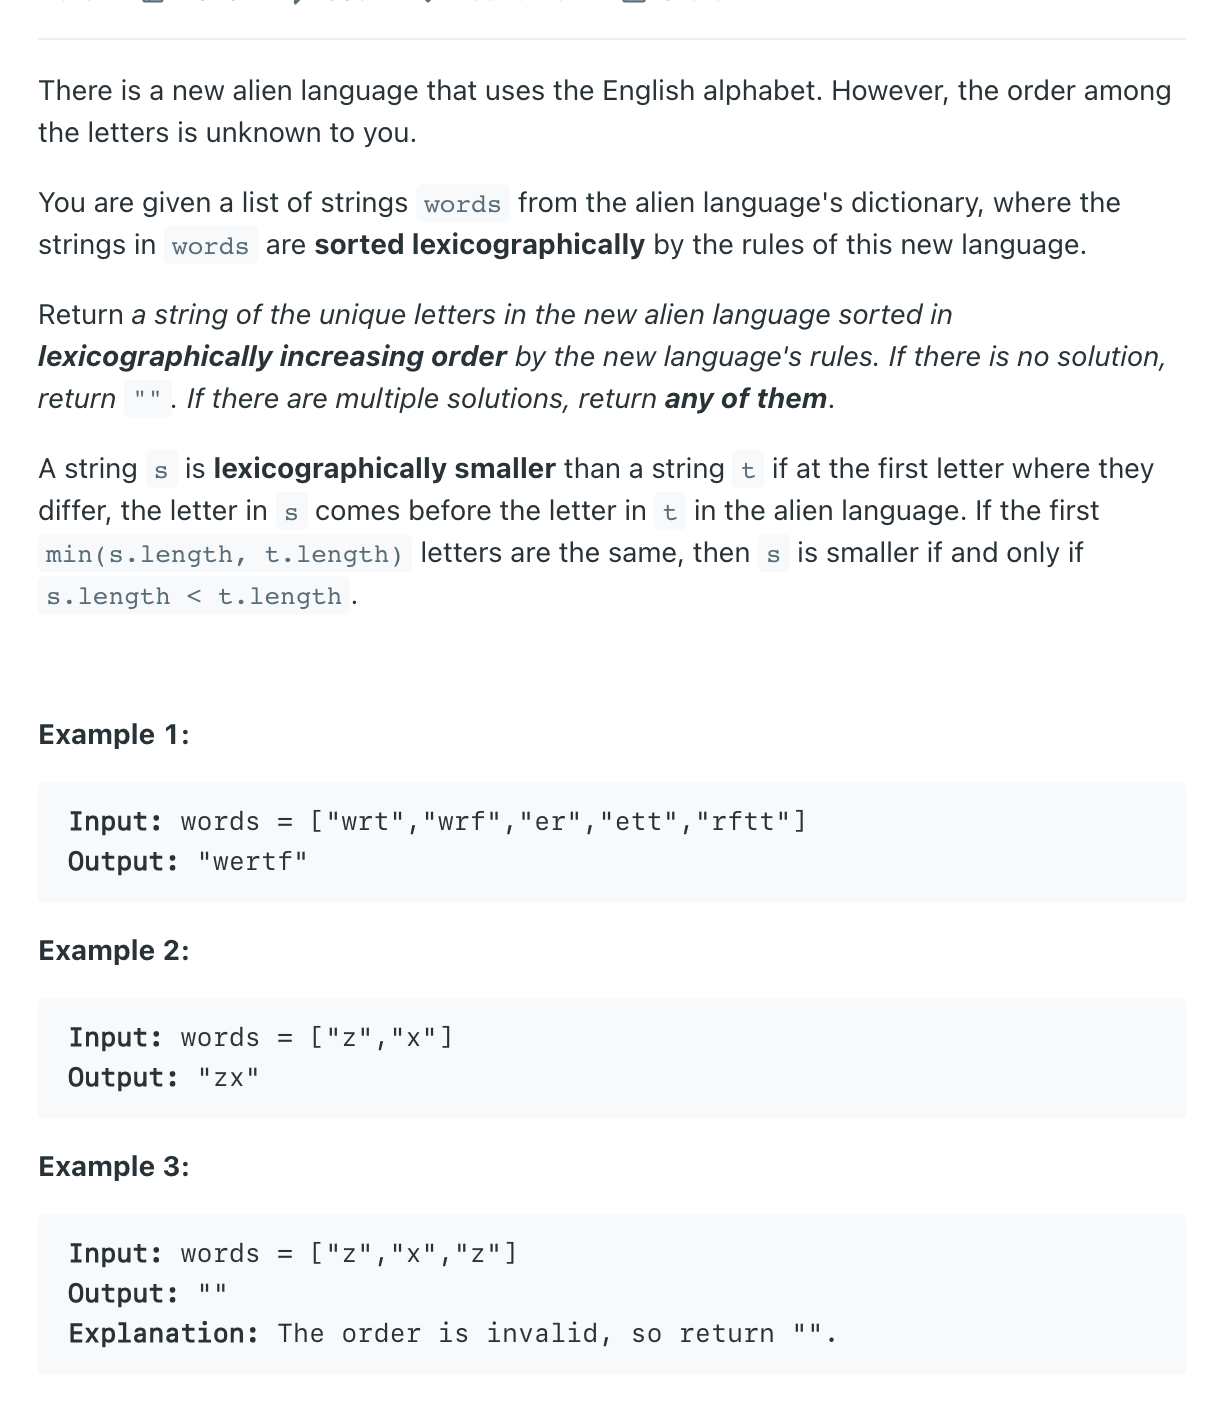 There is a new alien language that uses the English alphabet. However, the order among
the letters is unknown to you.
You are given a list of strings words from the alien language's dictionary, where the
strings in words are sorted lexicographically by the rules of this new language.
Return a string of the unique letters in the new alien language sorted in
lexicographically increasing order by the new language's rules. If there is no solution,
return "". If there are multiple solutions, return any of them.
A string s is lexicographically smaller than a string t if at the first letter where they
differ, the letter in s comes before the letter in t in the alien language. If the first
min(s.length, t.length) letters are the same, then s is smaller if and only if
s.length < t.length.
Example 1:
Input: words = ["wrt","wrf","er","ett","rftt"]
Output: "wertf"
Example 2:
Input: words = ["z","x"]
Output: "zx"
Example 3:
Input: words = ["z","x","z"]
Output: ""
Explanation: The order is invalid, so return "".